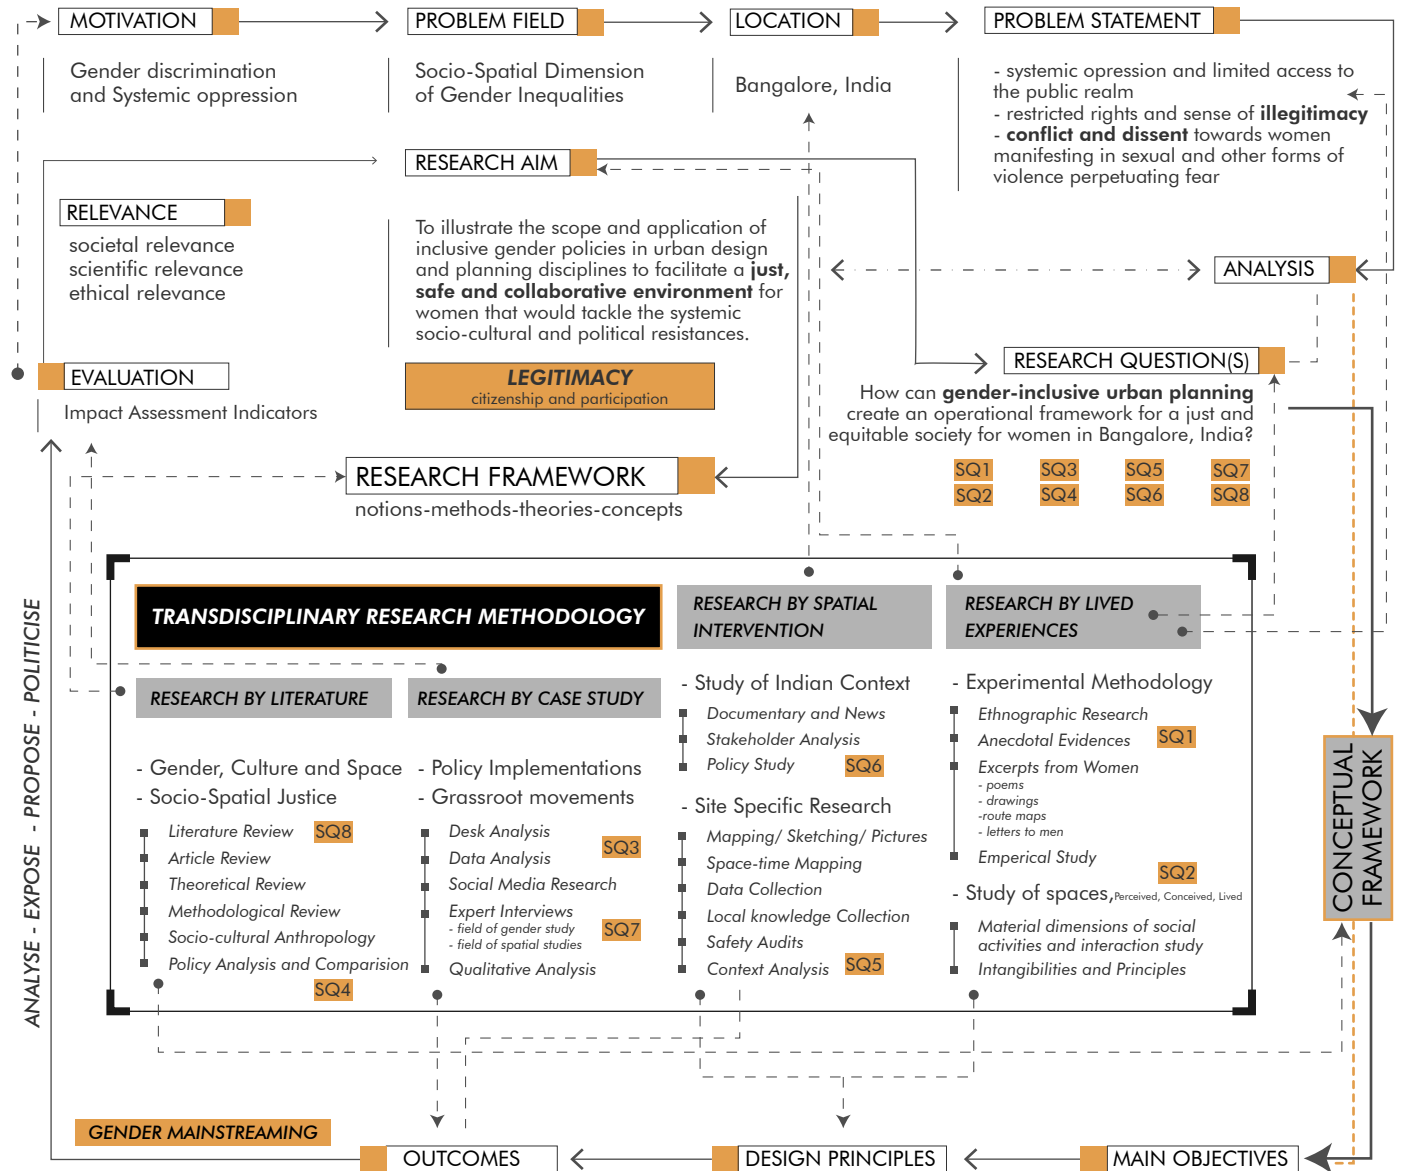 MOTIVATION
Gender discrimination
and Systemic oppression
PROBLEM FIELD
Socio-Spatial Dimension
of Gender Inequalities
LOCATION
Bangalore, India
PROBLEM STATEMENT
- systemic opression and limited access to
the public realm
- restricted rights and sense of illegitimacy
- conflict and dissent towards women
manifesting in sexual and other forms of
violence perpetuating fear
RELEVANCE
societal relevance
scientific relevance
ethical relevance
RESEARCH AIM
To illustrate the scope and application of
inclusive gender policies in urban design
and planning disciplines to facilitate a just,
safe and collaborative environment for
women that would tackle the systemic
socio-cultural and political resistances.
LEGITIMACY
citizenship and participation
ANALYSIS
RESEARCH QUESTION(S)
How can gender-inclusive urban planning
create an operational framework for a just and
equitable society for women in Bangalore, India?
SQ1 SQ3 SQ5 SQ7
SQ2 SQ4 SQ6 SQ8
EVALUATION
Impact Assessment Indicators
RESEARCH FRAMEWORK
notions-methods-theories-concepts
TRANSDISCIPLINARY RESEARCH METHODOLOGY
RESEARCH BY LITERATURE
- Gender, Culture and Space
- Socio-Spatial Justice
Literature Review SQ8
Article Review
Theoretical Review
Methodological Review
Socio-cultural Anthropology
Policy Analysis and Comparision
SQ4
RESEARCH BY CASE STUDY
- Policy Implementations
- Grassroot movements
Desk Analysis
SQ3
Data Analysis
Social Media Research
Expert Interviews
- field of gender study
SQ7
- field of spatial studies
Qualitative Analysis
RESEARCH BY SPATIAL
INTERVENTION
- Study of Indian Context
Documentary and News
Stakeholder Analysis
Policy Study SQ6
- Site Specific Research
Mapping/ Sketching/ Pictures
Space-time Mapping
Data Collection
Local knowledge Collection
Safety Audits
Context Analysis SQ5
RESEARCH BY LIVED
EXPERIENCES
- Experimental Methodology
Ethnographic Research
Anecdotal Evidences SQ1
Excerpts from Women
- poems
- drawings
-route maps
- letters to men
Emperical Study
SQ2
- Study of spaces, Perceived, Conceived, Lived
Material dimensions of social
activities and interaction study
Intangibilities and Principles
CONCEPTUAL
FRAMEWORK
ANALYSE - EXPOSE - PROPOSE - POLITICISE
GENDER MAINSTREAMING
OUTCOMES
DESIGN PRINCIPLES
MAIN OBJECTIVES